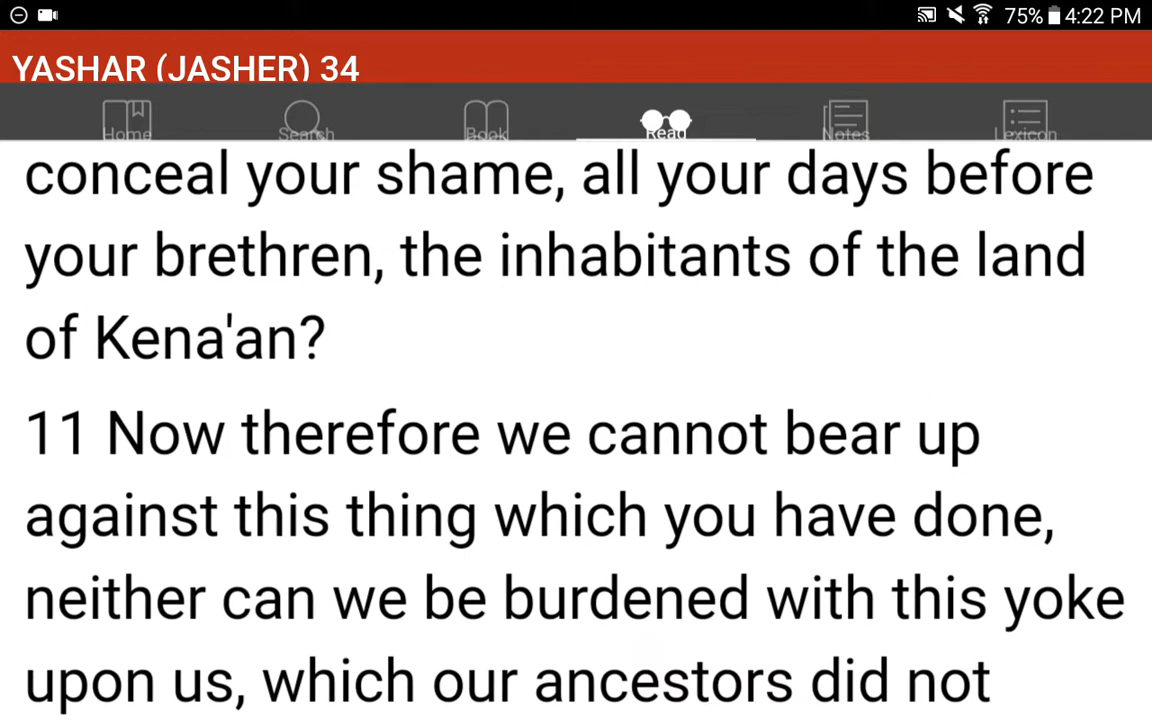 75% 4:22 PM
YASHAR (JASHER) 34
Home Search Book Read Notes Lexicon
conceal your shame, all your days before
your brethren, the inhabitants of the land
of Kena'an?
11 Now therefore we cannot bear up
against this thing which you have done,
neither can we be burdened with this yoke
upon us, which our ancestors did not